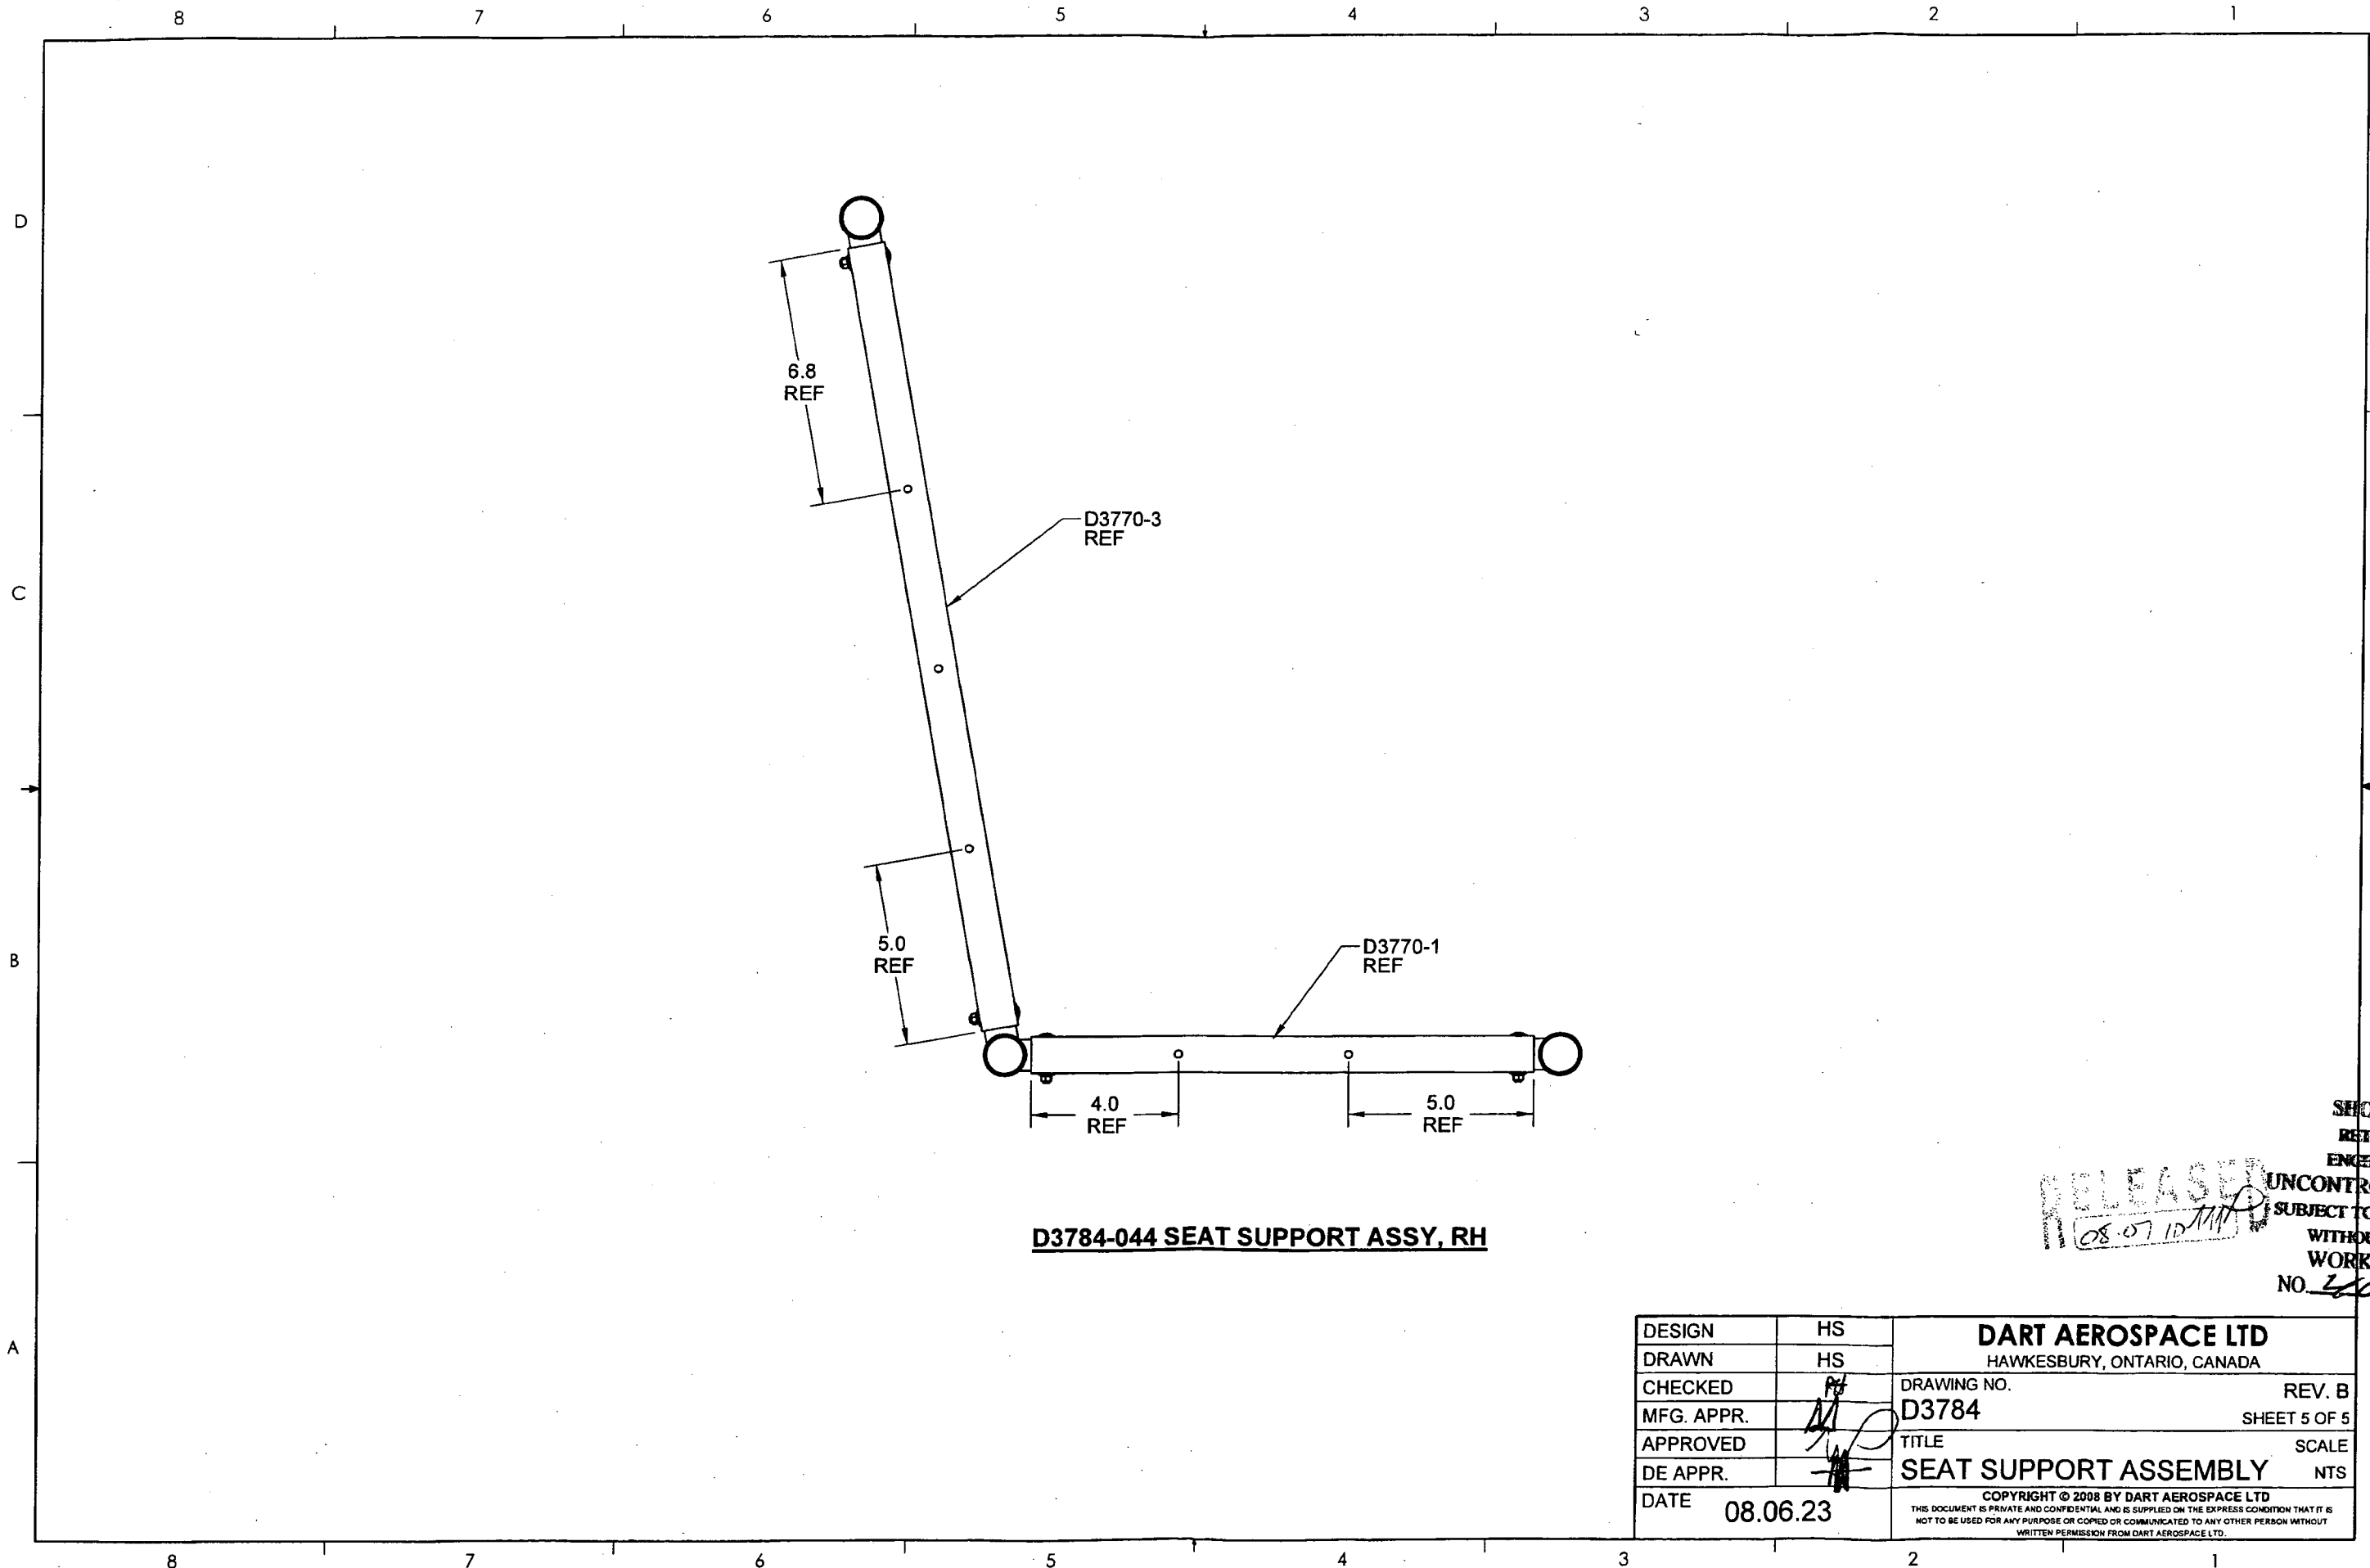 8 7 6 5 4 3 2 1
D
6.8
REF
D3770-3
REF
C
5.0
REF
B
D3770-1
REF
4.0
REF
5.0
REF
D3784-044 SEAT SUPPORT ASSY, RH
RELEASED
08.07.10
UNCONTR
SUBJECT TO
WITHOU
WORK
NO.
A
DESIGN HS
DRAWN HS
CHECKED
MFG. APPR.
APPROVED
DE APPR.
DATE 08.06.23
DART AEROSPACE LTD
HAWKESBURY, ONTARIO, CANADA
DRAWING NO. REV. B
D3784 SHEET 5 OF 5
TITLE SCALE
SEAT SUPPORT ASSEMBLY NTS
COPYRIGHT © 2008 BY DART AEROSPACE LTD
THIS DOCUMENT IS PRIVATE AND CONFIDENTIAL AND IS SUPPLIED ON THE EXPRESS CONDITION THAT IT IS
NOT TO BE USED FOR ANY PURPOSE OR COPIED OR COMMUNICATED TO ANY OTHER PERSON WITHOUT
WRITTEN PERMISSION FROM DART AEROSPACE LTD.
8 7 6 5 4 3 2 1